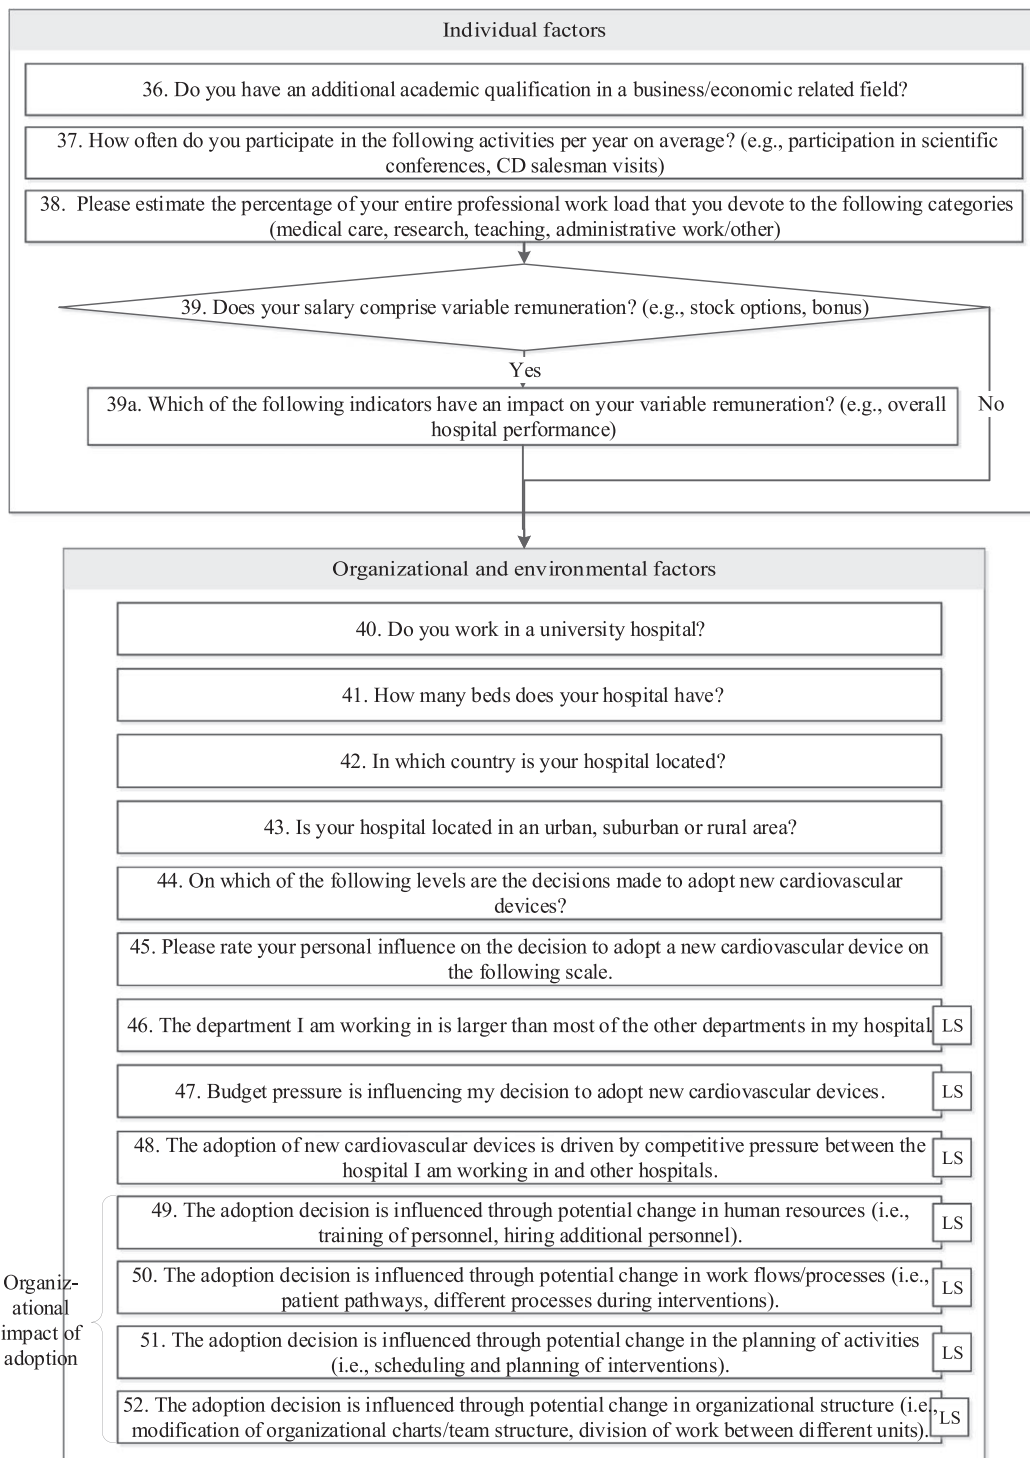 Individual factors
36. Do you have an additional academic qualification in a business/economic related field?
37. How often do you participate in the following activities per year on average? (e.g., participation in scientific
conferences, CD salesman visits)
38. Please estimate the percentage of your entire professional work load that you devote to the following categories
(medical care, research, teaching, administrative work/other)
39. Does your salary comprise variable remuneration? (e.g., stock options, bonus)
Yes
39a. Which of the following indicators have an impact on your variable remuneration? (e.g., overall
hospital performance)
No
Organizational and environmental factors
40. Do you work in a university hospital?
41. How many beds does your hospital have?
42. In which country is your hospital located?
43. Is your hospital located in an urban, suburban or rural area?
44. On which of the following levels are the decisions made to adopt new cardiovascular
devices?
45. Please rate your personal influence on the decision to adopt a new cardiovascular device on
the following scale.
46. The department I am working in is larger than most of the other departments in my hospital.
LS
47. Budget pressure is influencing my decision to adopt new cardiovascular devices.
LS
48. The adoption of new cardiovascular devices is driven by competitive pressure between the
hospital I am working in and other hospitals.
LS
Organiz-
ational
impact of
adoption
49. The adoption decision is influenced through potential change in human resources (i.e.,
training of personnel, hiring additional personnel).
LS
50. The adoption decision is influenced through potential change in work flows/processes (i.e.,
patient pathways, different processes during interventions).
LS
51. The adoption decision is influenced through potential change in the planning of activities
(i.e., scheduling and planning of interventions).
LS
52. The adoption decision is influenced through potential change in organizational structure (i.e.,
modification of organizational charts/team structure, division of work between different units).
LS